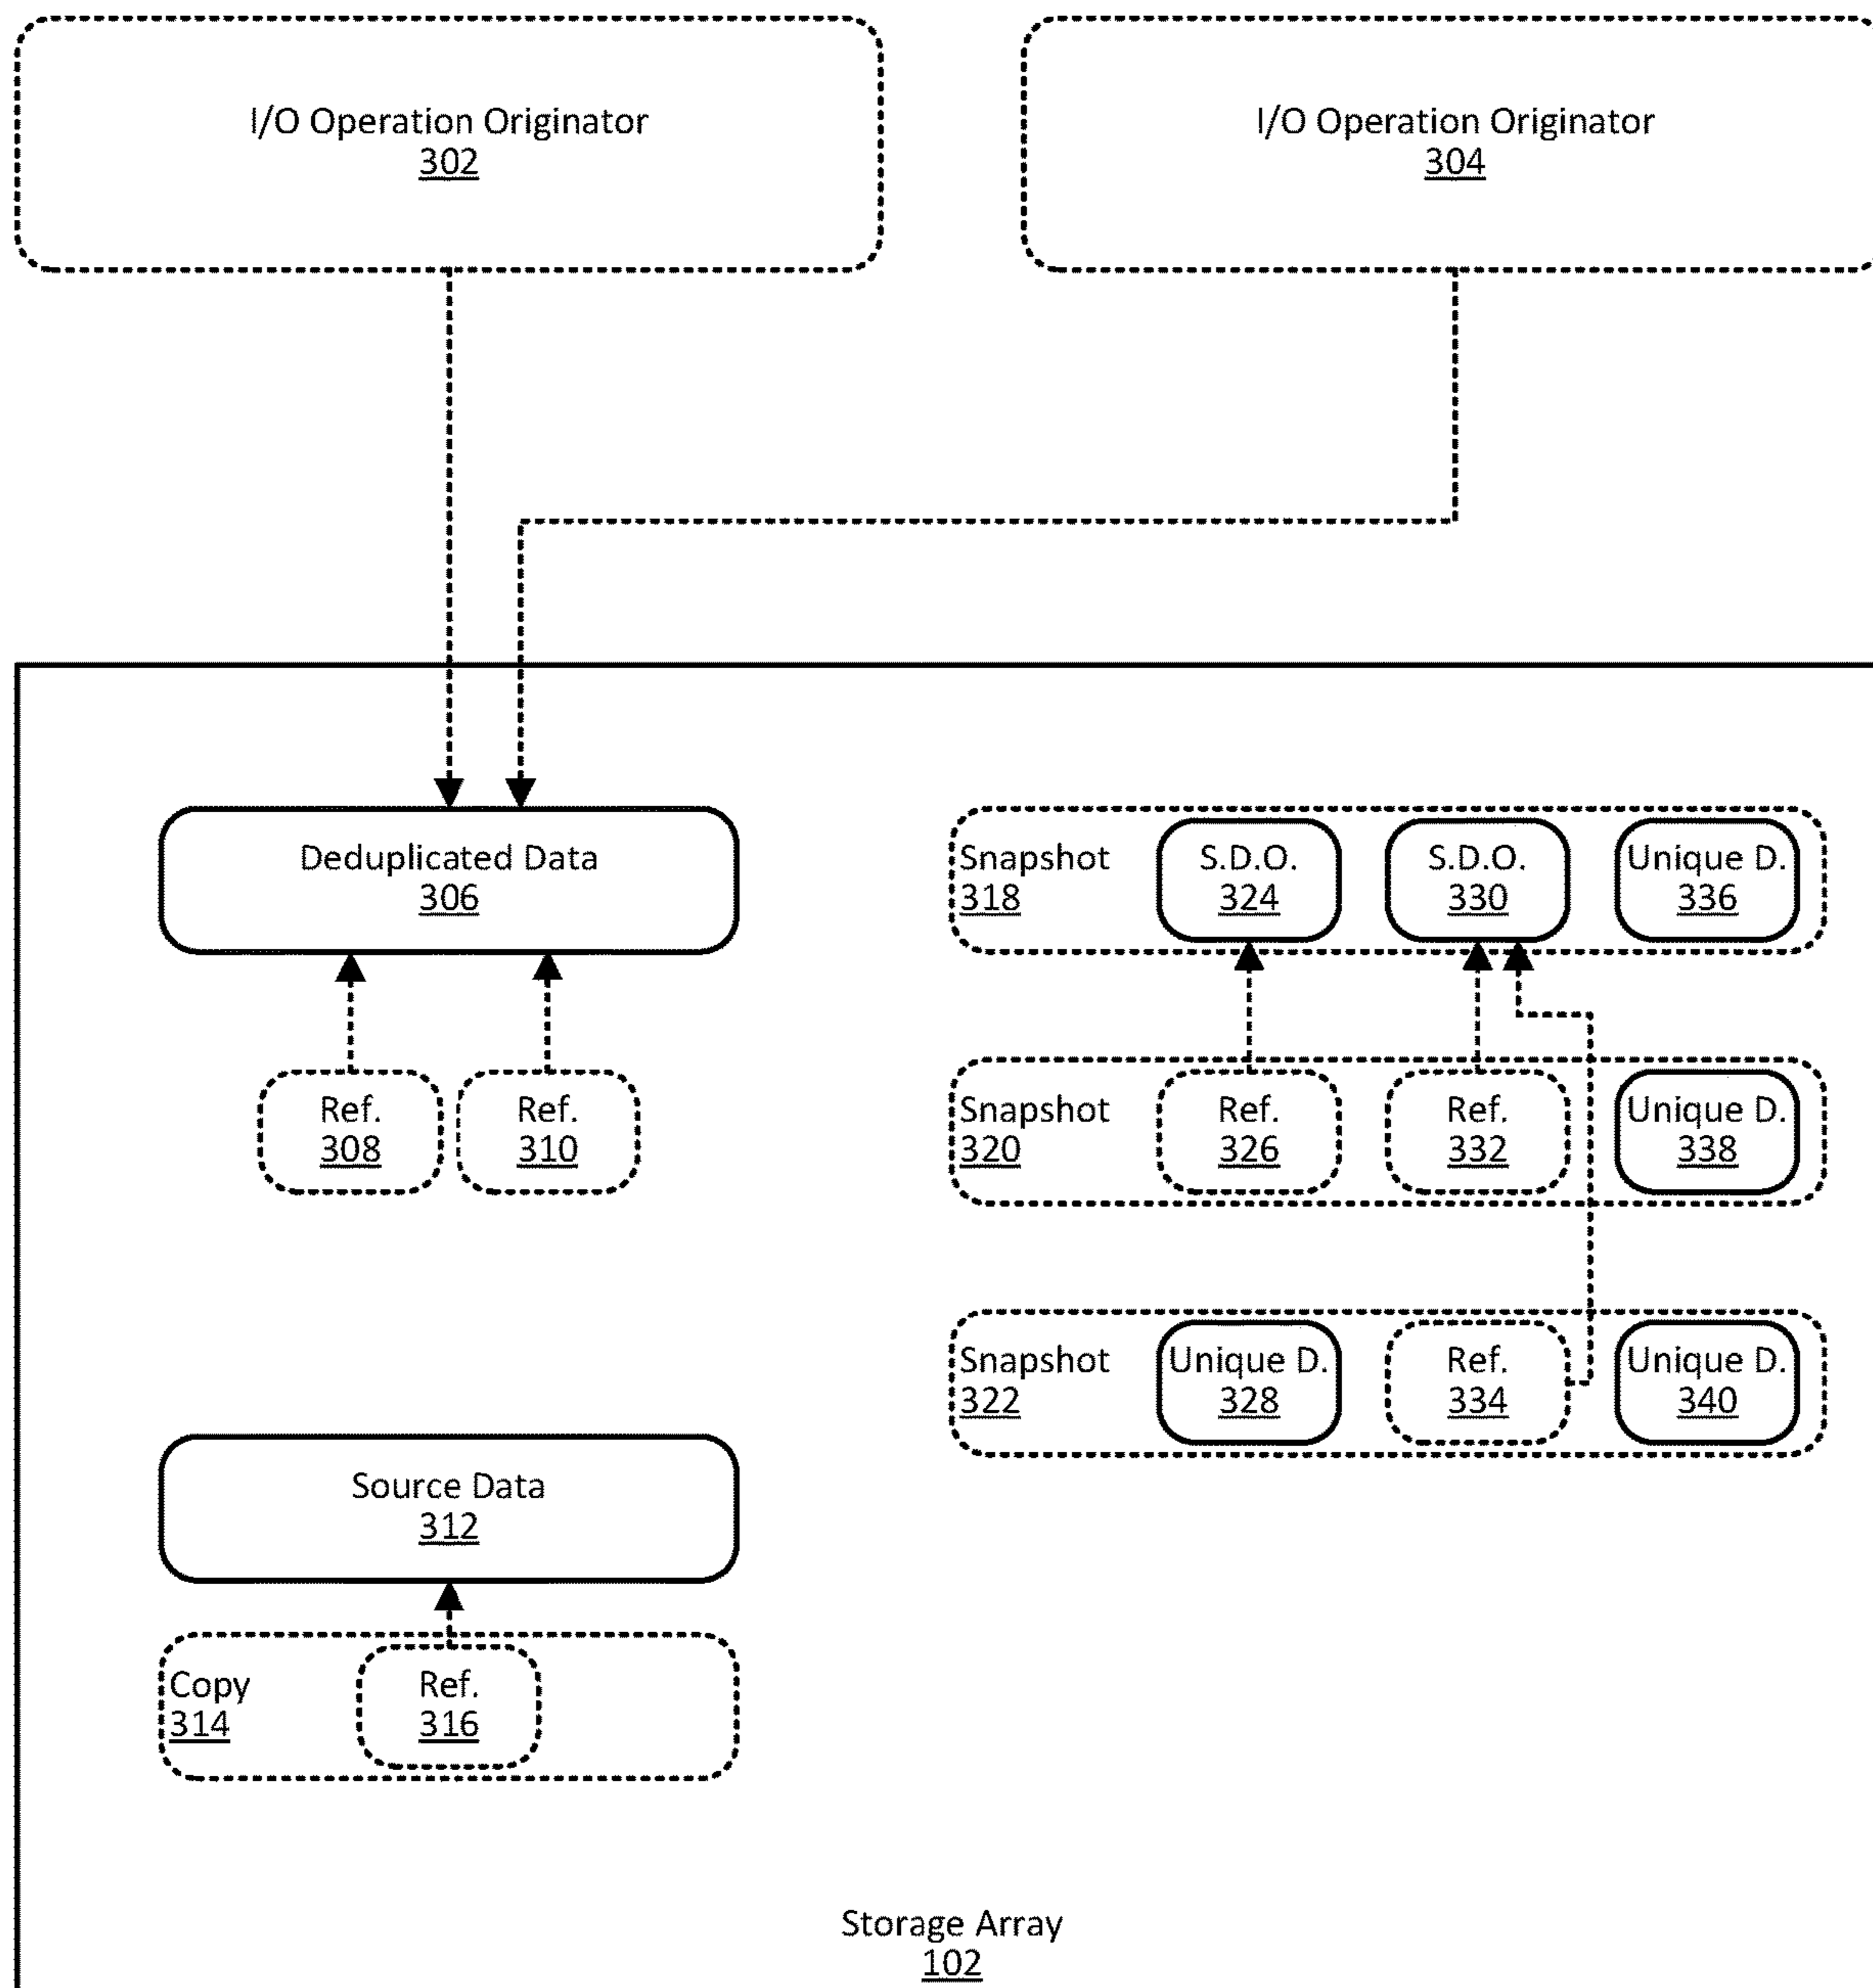 I/O Operation Originator
302
I/O Operation Originator
304
Deduplicated Data
306
Ref.
308
Ref.
310
Source Data
312
Copy
314
Ref.
316
Snapshot
318
S.D.O.
324
S.D.O.
330
Unique D.
336
Snapshot
320
Ref.
326
Ref.
332
Unique D.
338
Snapshot
322
Unique D.
328
Ref.
334
Unique D.
340
Storage Array
102